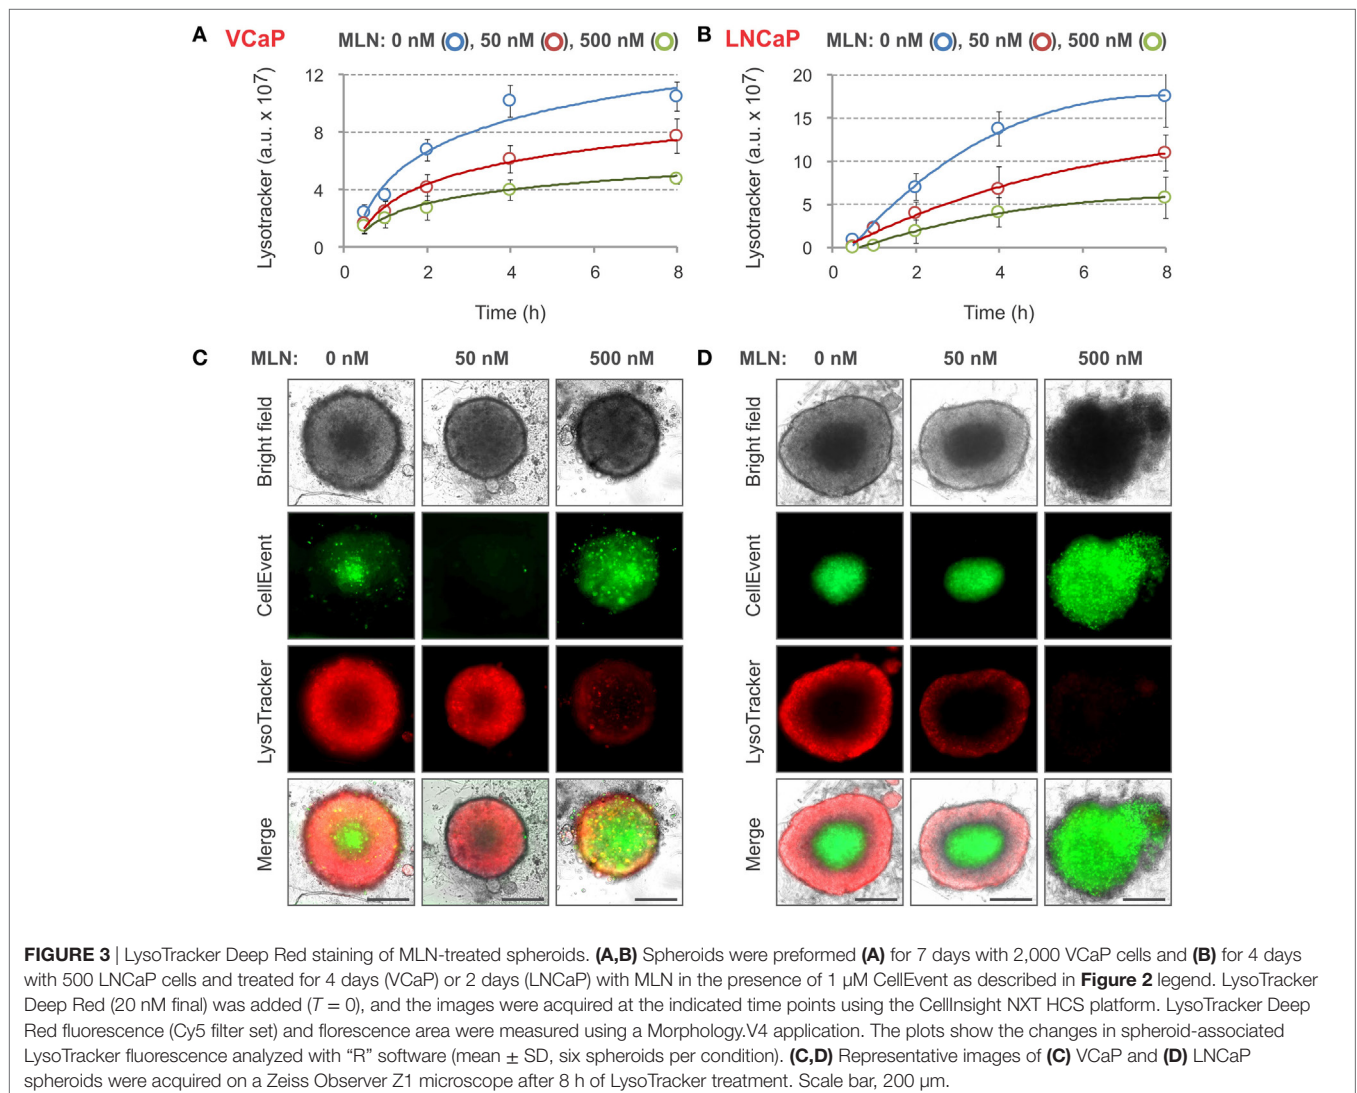 A VCaP MLN: 0 nM (), 50 nM (), 500 nM ()
Lysotracker (a.u. x 10⁷)
12
8
4
0
0 2 4 6 8
Time (h)
B LNCaP MLN: 0 nM (), 50 nM (), 500 nM ()
Lysotracker (a.u. x 10⁷)
20
15
10
5
0
0 2 4 6 8
Time (h)
C MLN: 0 nM 50 nM 500 nM
Bright field
CellEvent
LysoTracker
Merge
D MLN: 0 nM 50 nM 500 nM
Bright field
CellEvent
LysoTracker
Merge
FIGURE 3 | LysoTracker Deep Red staining of MLN-treated spheroids. (A,B) Spheroids were preformed (A) for 7 days with 2,000 VCaP cells and (B) for 4 days
with 500 LNCaP cells and treated for 4 days (VCaP) or 2 days (LNCaP) with MLN in the presence of 1 µM CellEvent as described in Figure 2 legend. LysoTracker
Deep Red (20 nM final) was added (T = 0), and the images were acquired at the indicated time points using the CellInsight NXT HCS platform. LysoTracker Deep
Red fluorescence (Cy5 filter set) and florescence area were measured using a Morphology.V4 application. The plots show the changes in spheroid-associated
LysoTracker fluorescence analyzed with “R” software (mean ± SD, six spheroids per condition). (C,D) Representative images of (C) VCaP and (D) LNCaP
spheroids were acquired on a Zeiss Observer Z1 microscope after 8 h of LysoTracker treatment. Scale bar, 200 µm.